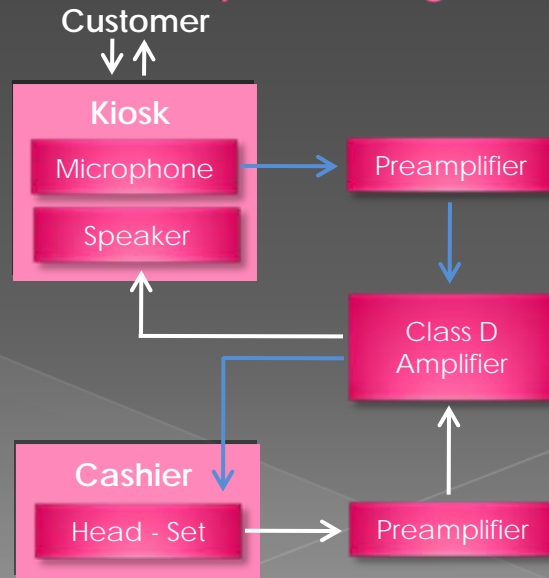 Customer
Kiosk
Microphone
Preamplifier
Speaker
Class D
Amplifier
Cashier
Head - Set
Preamplifier